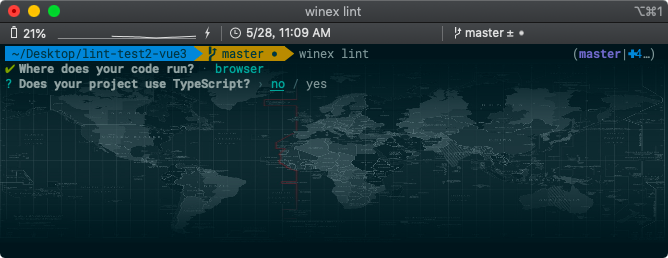 winex lint
⌥⌘1
21%
5/28, 11:09 AM
master ±
~/Desktop/lint-test2-vue3 master winex lint (master|✚4…)
✔ Where does your code run? · browser
? Does your project use TypeScript? › no / yes